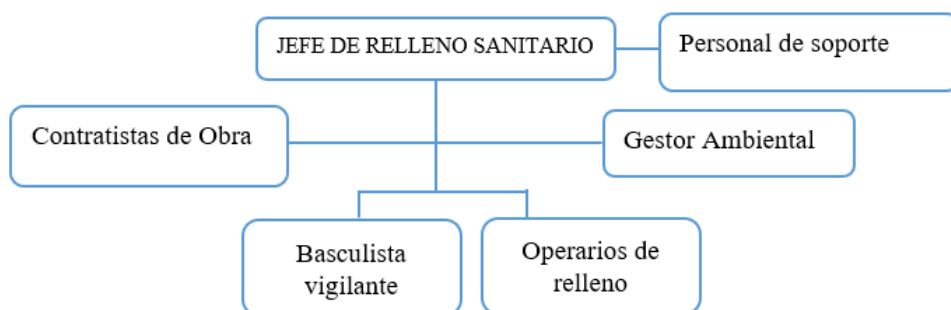 JEFE DE RELLENO SANITARIO
Personal de soporte
Contratistas de Obra
Gestor Ambiental
Basculista
vigilante
Operarios de
relleno